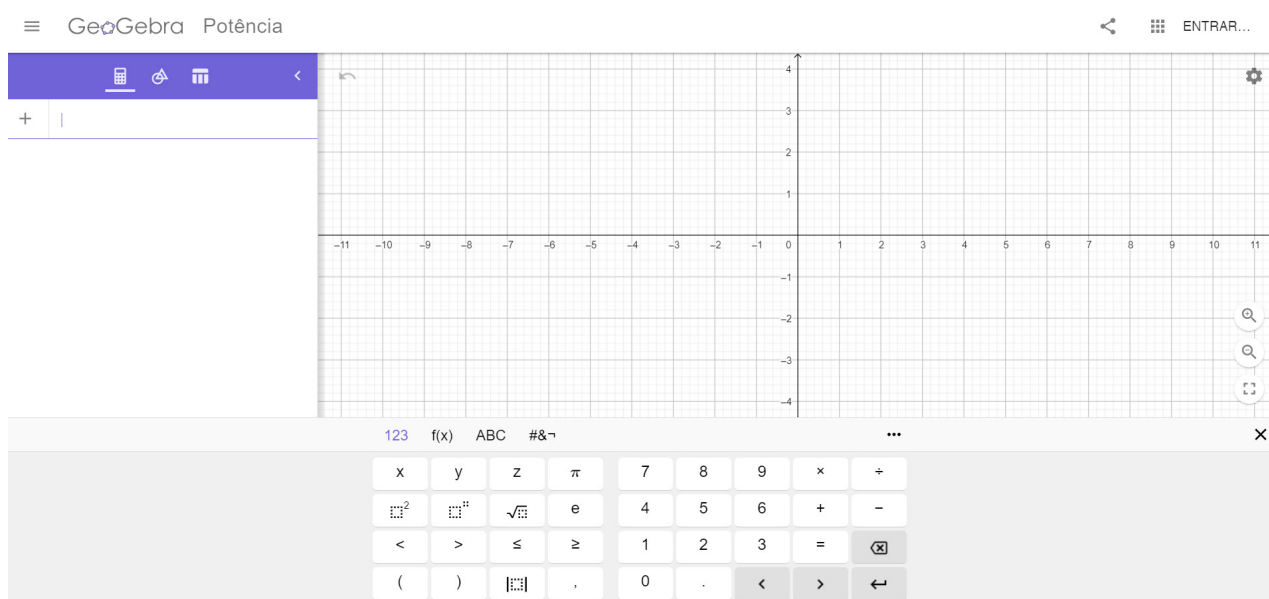 GeoGebra Potência ENTRAR...
+
4
3
2
1
–11 –10 –9 –8 –7 –6 –5 –4 –3 –2 –1 0 1 2 3 4 5 6 7 8 9 10 11
–1
–2
–3
–4
123 f(x) ABC #&¬ ...
x y z π 7 8 9 × ÷
2 √ e 4 5 6 + −
< > ≤ ≥ 1 2 3 =
( ) | | , 0 . < >